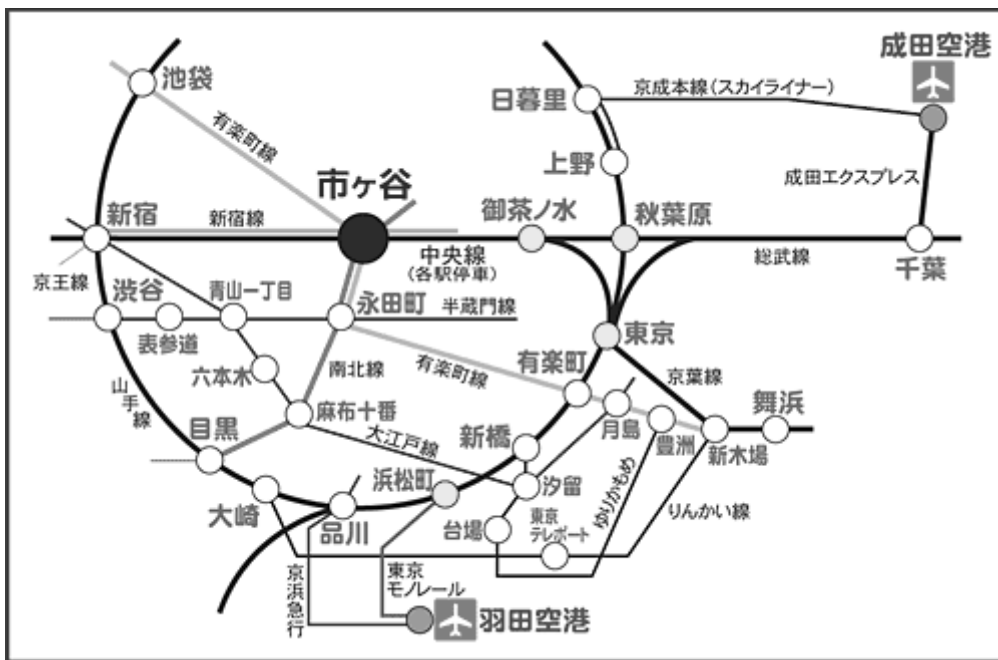 成田空港
池袋
日暮里
京成本線(スカイライナー)
有楽町線
上野
成田エクスプレス
市ヶ谷
新宿
新宿線
御茶ノ水
秋葉原
中央線
(各駅停車)
総武線
千葉
京王線
渋谷
青山一丁目
永田町
半蔵門線
表参道
東京
六本木
南北線
有楽町線
有楽町
京葉線
舞浜
山手線
麻布十番
月島
豊洲
新木場
目黒
大江戸線
新橋
浜松町
汐留
ゆりかもめ
りんかい線
大崎
品川
台場
東京
テレポート
京浜急行
東京
モノレール
羽田空港